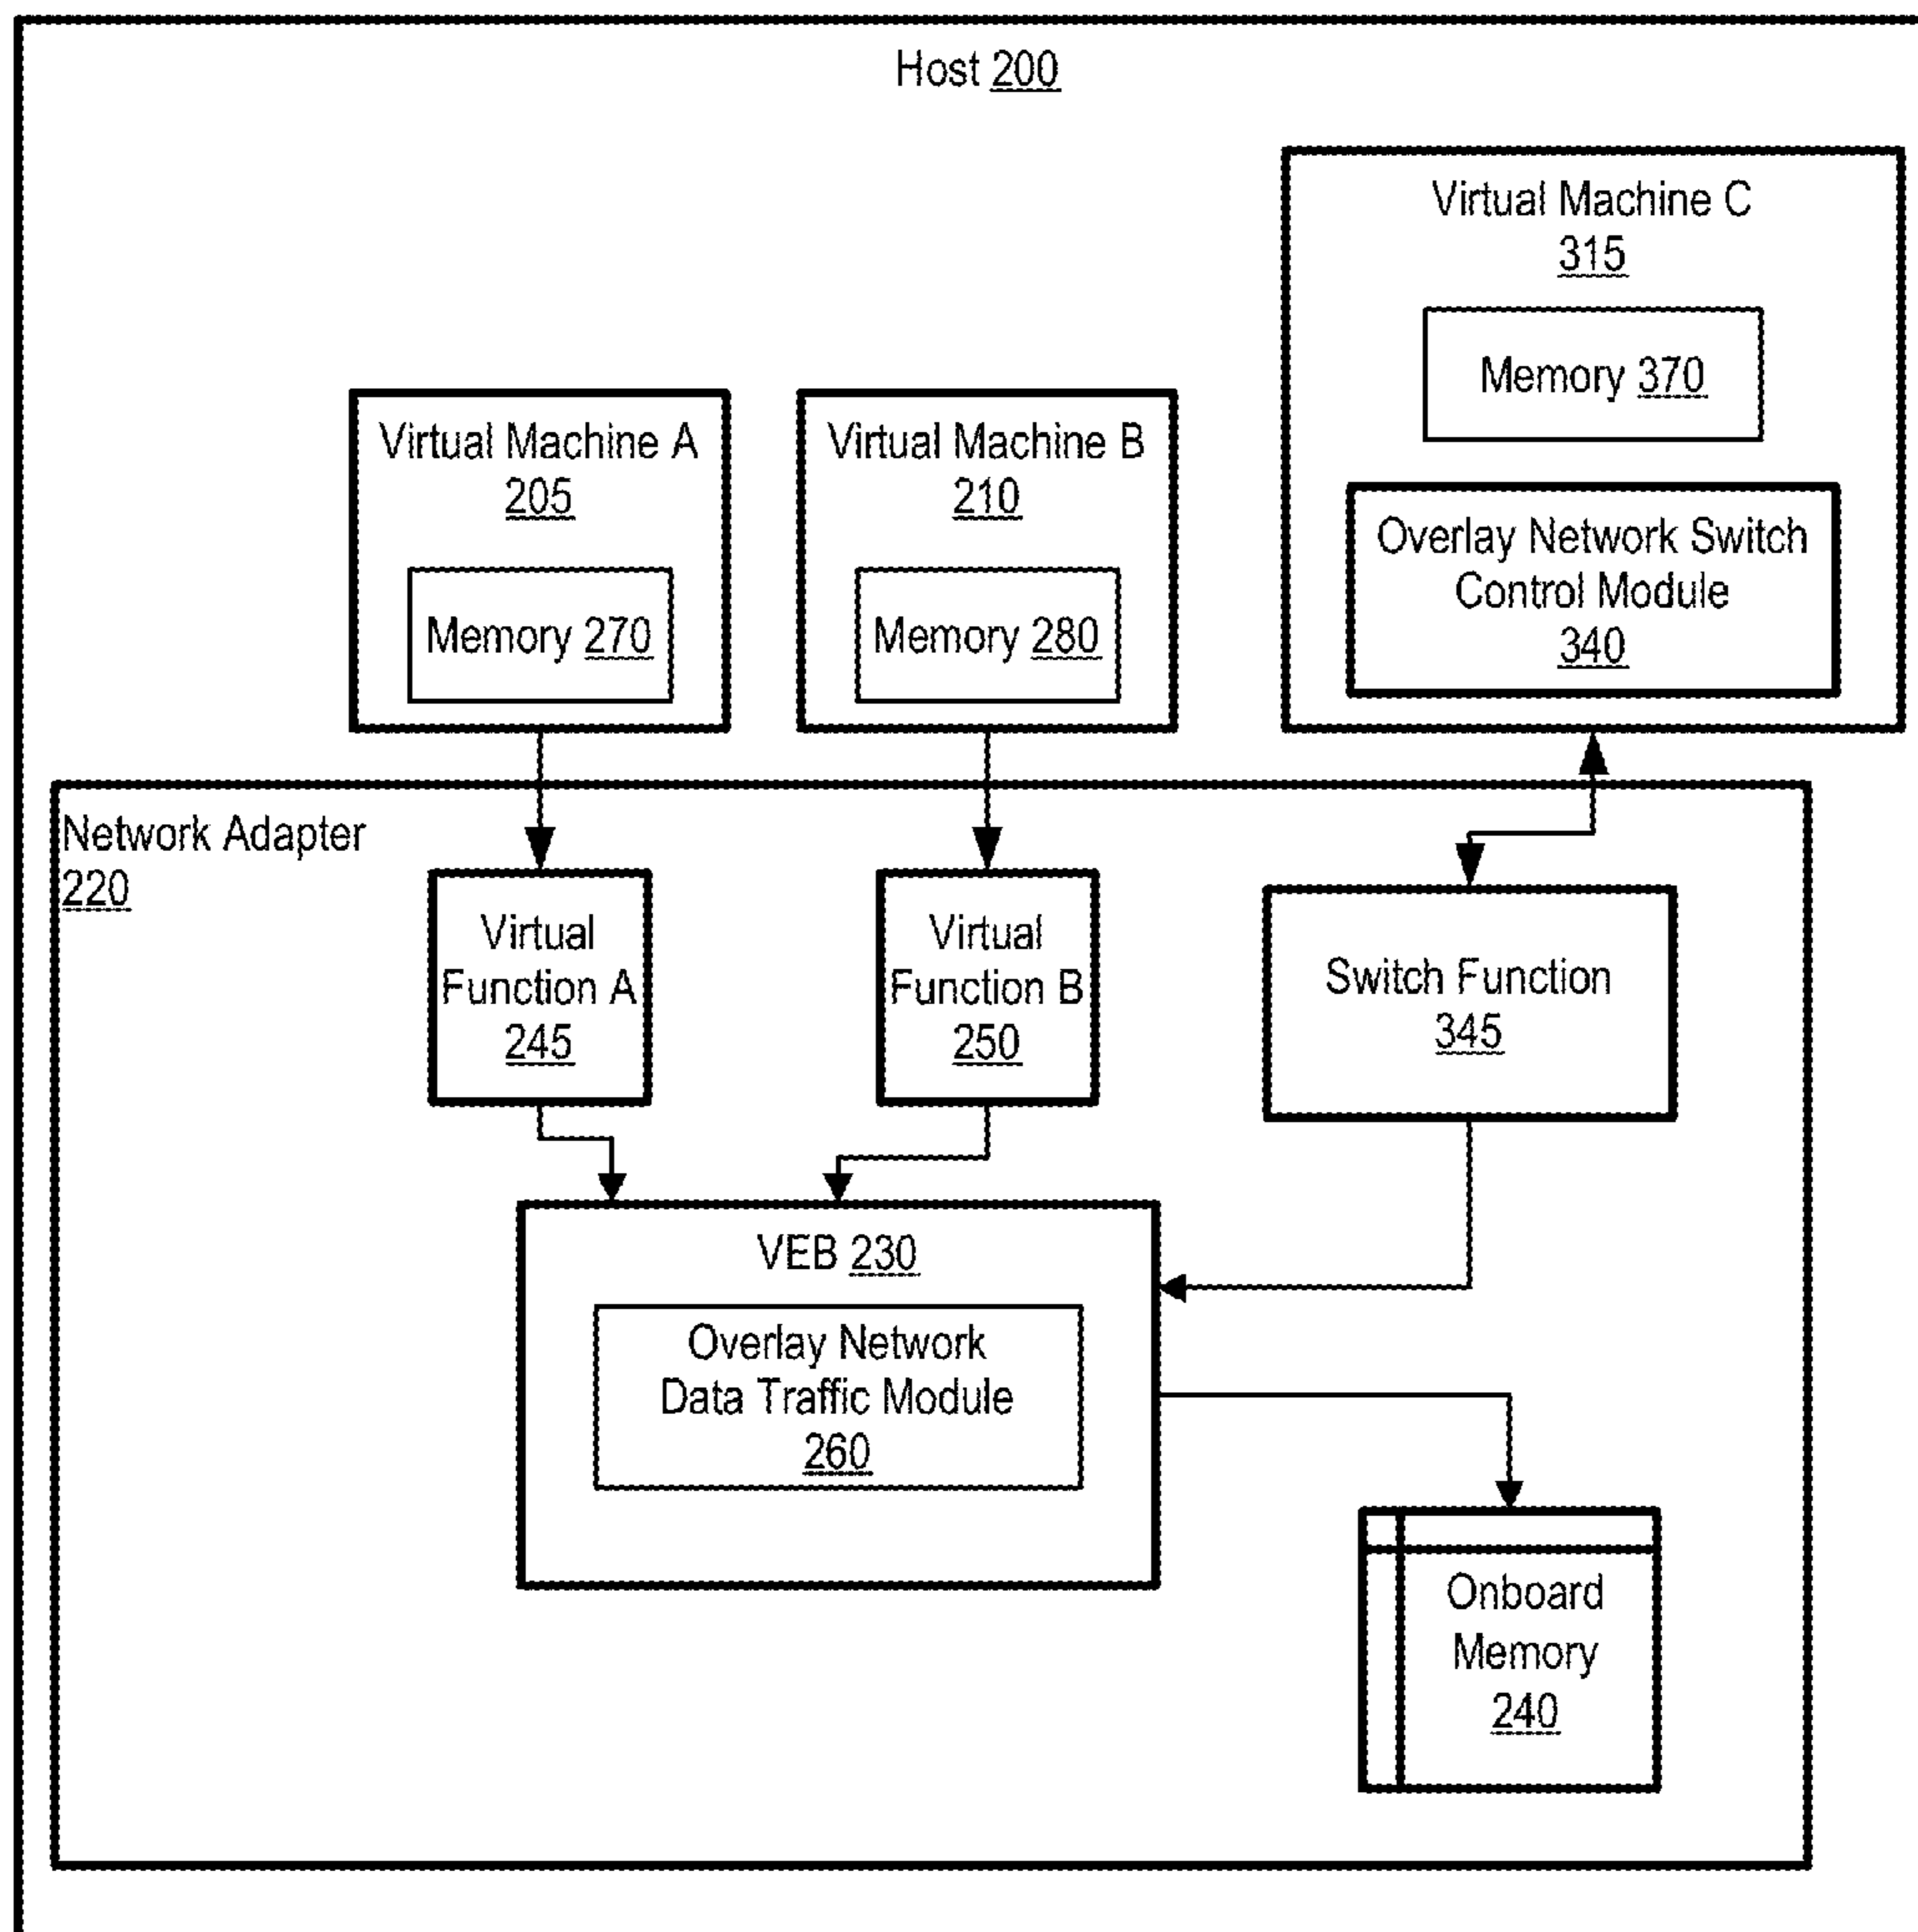 Host 200
Virtual Machine C
315
Memory 370
Overlay Network Switch
Control Module
340
Virtual Machine A
205
Memory 270
Virtual Machine B
210
Memory 280
Network Adapter
220
Virtual
Function A
245
Virtual
Function B
250
Switch Function
345
VEB 230
Overlay Network
Data Traffic Module
260
Onboard
Memory
240